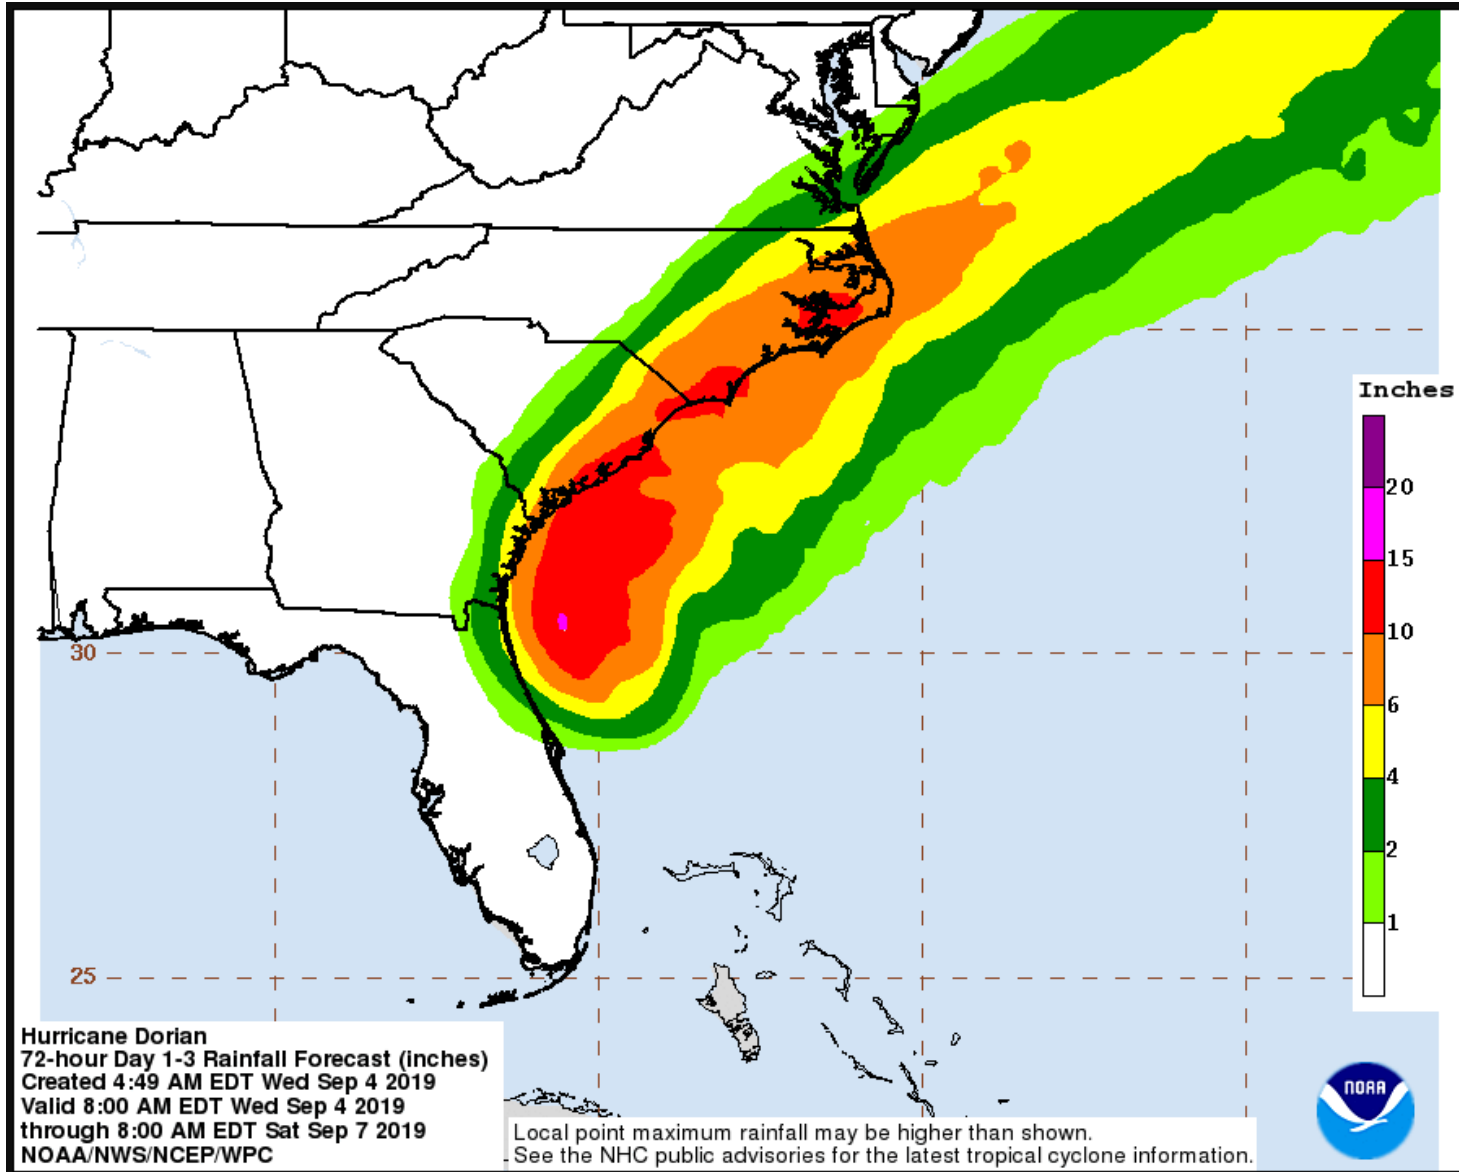 Inches
20
15
10
6
4
2
1
30
25
Hurricane Dorian
72-hour Day 1-3 Rainfall Forecast (inches)
Created 4:49 AM EDT Wed Sep 4 2019
Valid 8:00 AM EDT Wed Sep 4 2019
through 8:00 AM EDT Sat Sep 7 2019
NOAA/NWS/NCEP/WPC
Local point maximum rainfall may be higher than shown.
See the NHC public advisories for the latest tropical cyclone information.
NOAA